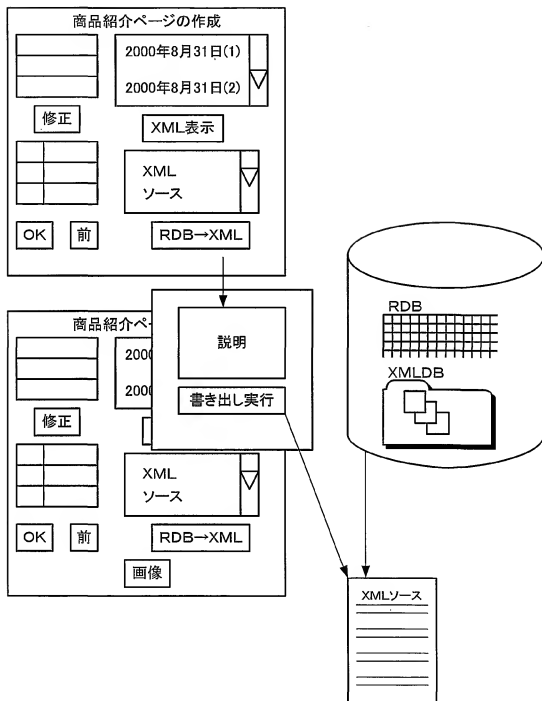 商品紹介ページの作成
2000年8月31日(1)
2000年8月31日(2)
修正
XML表示
XML
ソース
OK
前
RDB→XML
商品紹介ペー
2000
2000
説明
書き出し実行
修正
XML
ソース
OK
前
RDB→XML
画像
RDB
XMLDB
XMLソース